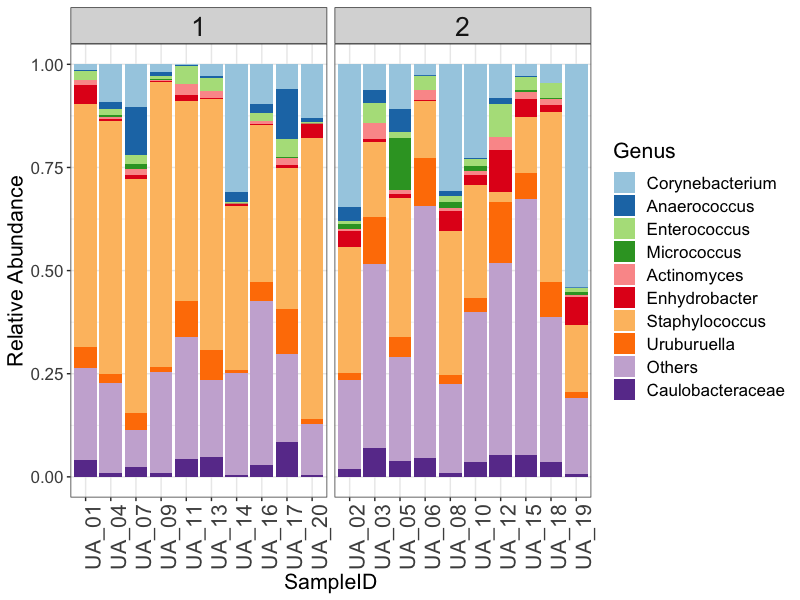 1
2
1.00
0.75
0.50
0.25
0.00
Relative Abundance
UA_01
UA_04
UA_07
UA_09
UA_11
UA_13
UA_14
UA_16
UA_17
UA_20
UA_02
UA_03
UA_05
UA_06
UA_08
UA_10
UA_12
UA_15
UA_18
UA_19
SampleID
Genus
Corynebacterium
Anaerococcus
Enterococcus
Micrococcus
Actinomyces
Enhydrobacter
Staphylococcus
Uruburuella
Others
Caulobacteraceae